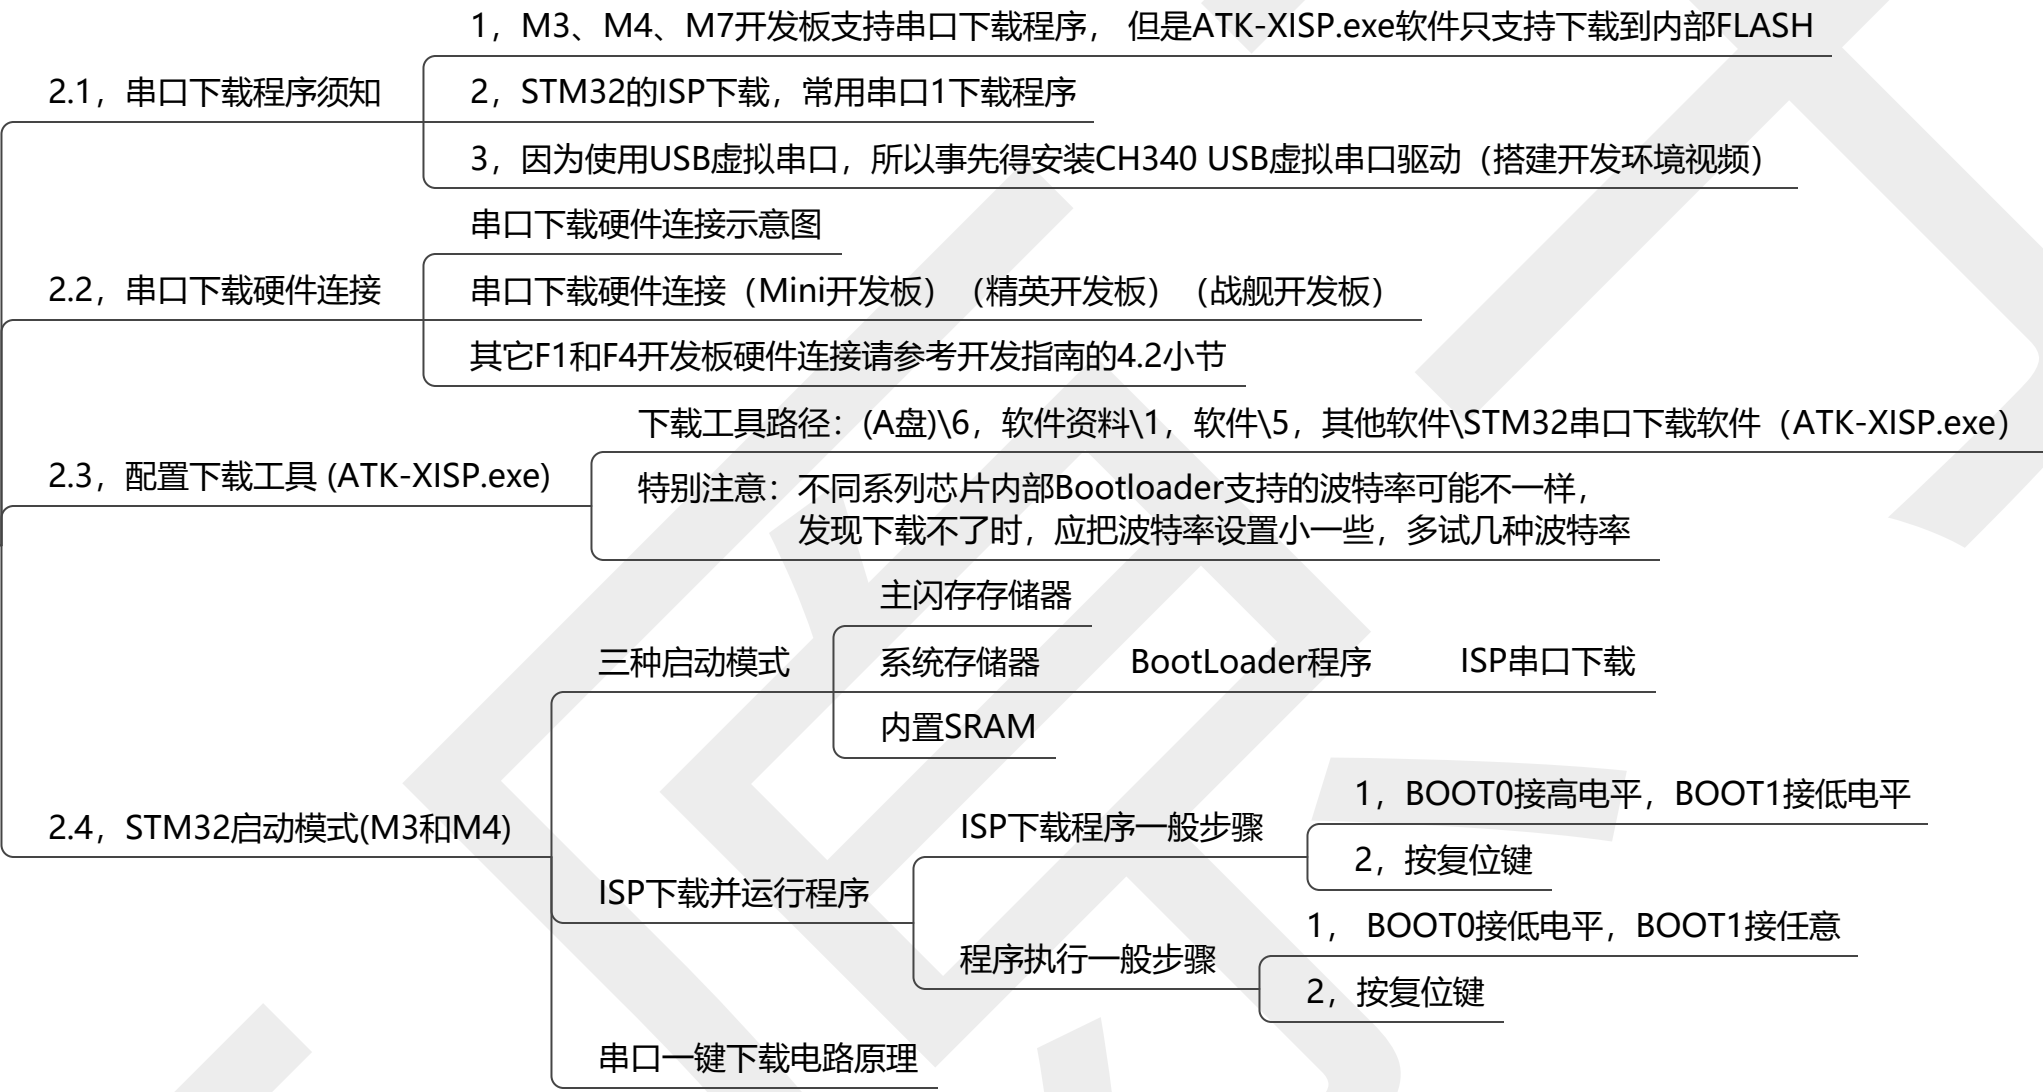 2.1，串口下载程序须知
1，M3、M4、M7开发板支持串口下载程序， 但是ATK-XISP.exe软件只支持下载到内部FLASH
2，STM32的ISP下载，常用串口1下载程序
3，因为使用USB虚拟串口，所以事先得安装CH340 USB虚拟串口驱动（搭建开发环境视频）
2.2，串口下载硬件连接
串口下载硬件连接示意图
串口下载硬件连接（Mini开发板）（精英开发板）（战舰开发板）
其它F1和F4开发板硬件连接请参考开发指南的4.2小节
2.3，配置下载工具 (ATK-XISP.exe)
下载工具路径：(A盘)\6，软件资料\1，软件\5，其他软件\STM32串口下载软件（ATK-XISP.exe）
特别注意：不同系列芯片内部Bootloader支持的波特率可能不一样，
发现下载不了时，应把波特率设置小一些，多试几种波特率
2.4，STM32启动模式(M3和M4)
三种启动模式
主闪存存储器
系统存储器 BootLoader程序 ISP串口下载
内置SRAM
ISP下载并运行程序
ISP下载程序一般步骤
1，BOOT0接高电平，BOOT1接低电平
2，按复位键
程序执行一般步骤
1， BOOT0接低电平，BOOT1接任意
2，按复位键
串口一键下载电路原理